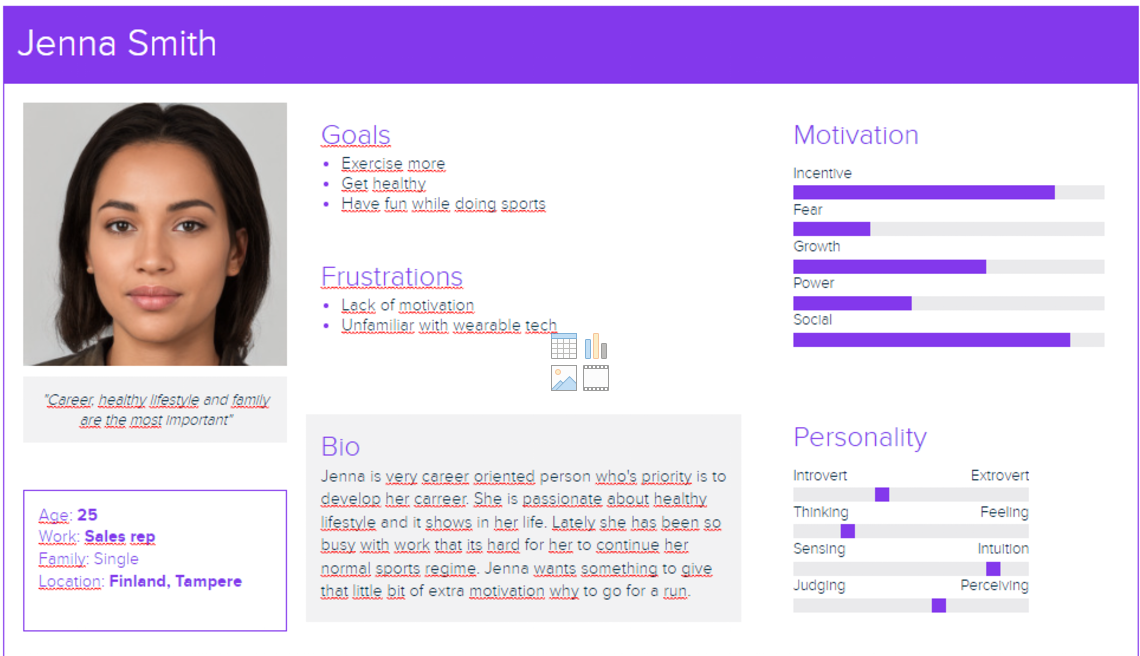 Jenna Smith
"Career, healthy lifestyle and family
are the most important"
Age: 25
Work: Sales rep
Family: Single
Location: Finland, Tampere
Goals
• Exercise more
• Get healthy
• Have fun while doing sports
Frustrations
• Lack of motivation
• Unfamiliar with wearable tech
Bio
Jenna is very career oriented person who's priority is to
develop her carreer. She is passionate about healthy
lifestyle and it shows in her life. Lately she has been so
busy with work that its hard for her to continue her
normal sports regime. Jenna wants something to give
that little bit of extra motivation why to go for a run.
Motivation
Incentive
Fear
Growth
Power
Social
Personality
Introvert Extrovert
Thinking Feeling
Sensing Intuition
Judging Perceiving